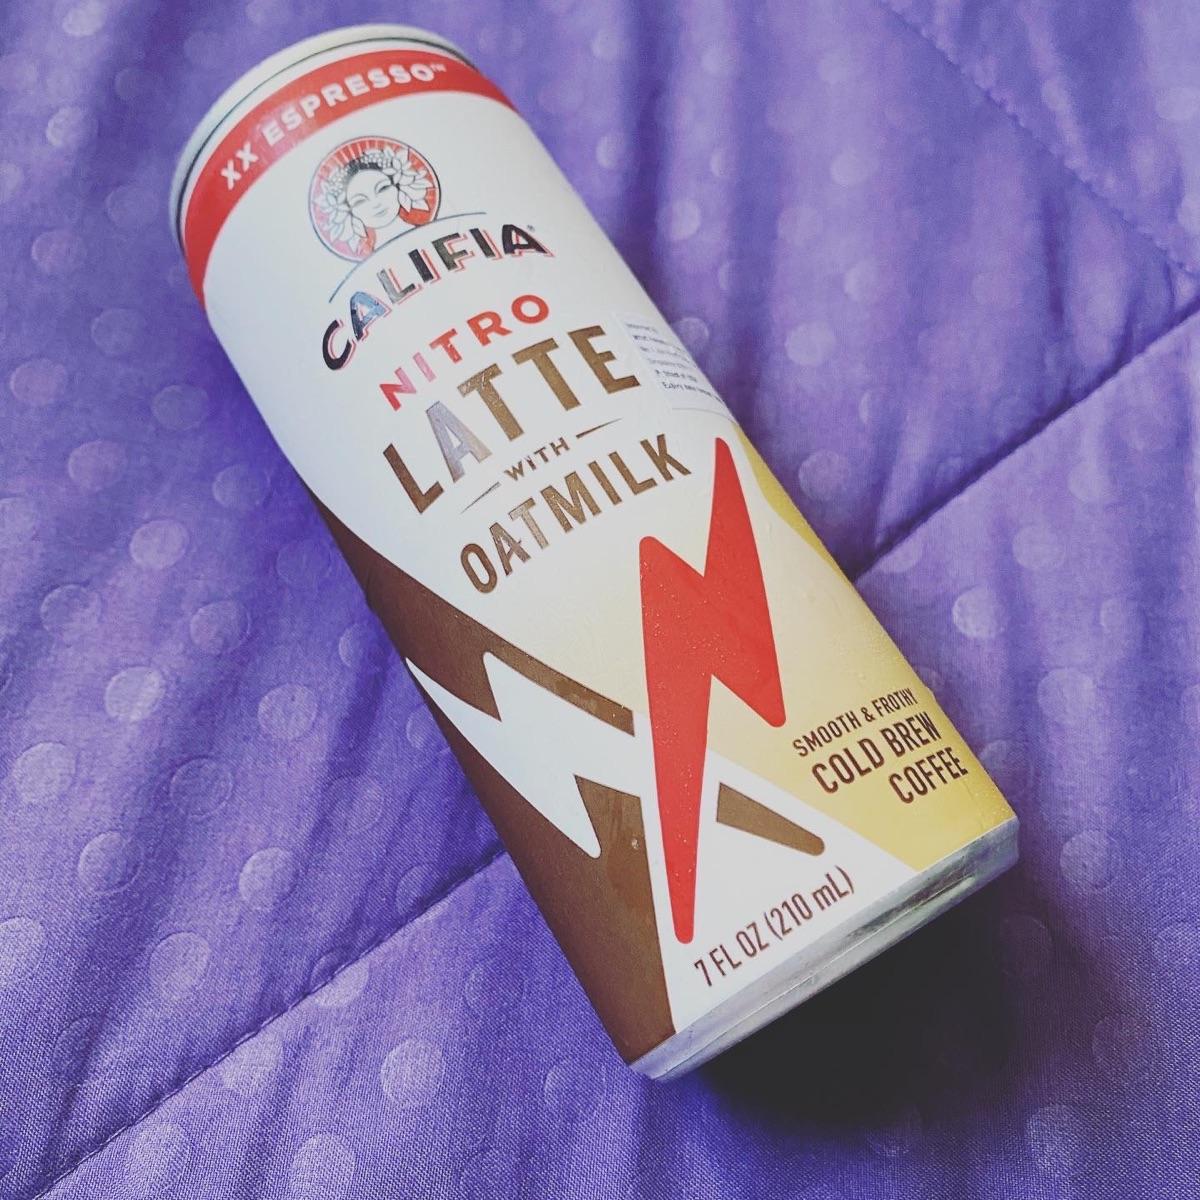 XX ESPRESSO™
CALIFIA®
NITRO
LATTE
WITH
OATMILK
SMOOTH & FROTHY
COLD BREW
COFFEE
7 FL OZ (210 mL)